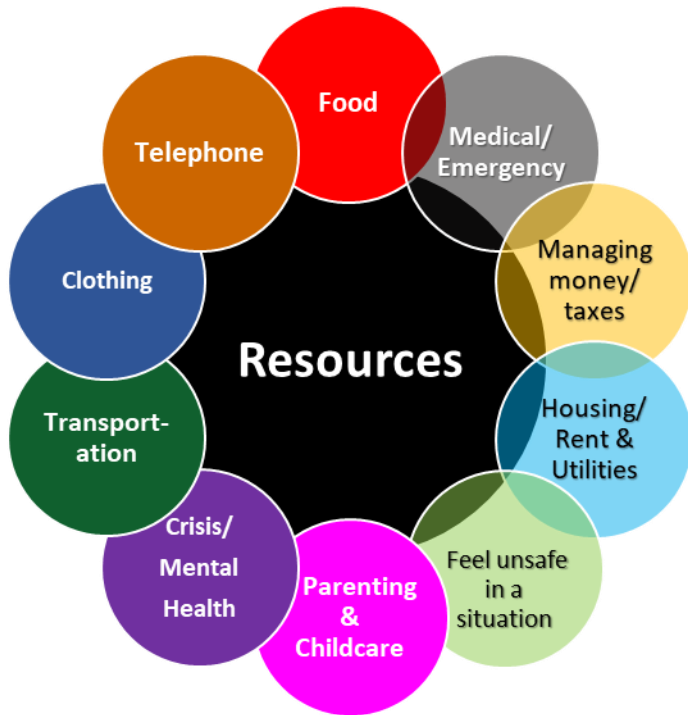 Food
Medical/
Emergency
Managing
money/
taxes
Housing/
Rent &
Utilities
Feel unsafe
in a
situation
Parenting
&
Childcare
Crisis/
Mental
Health
Transport-
ation
Clothing
Telephone
Resources